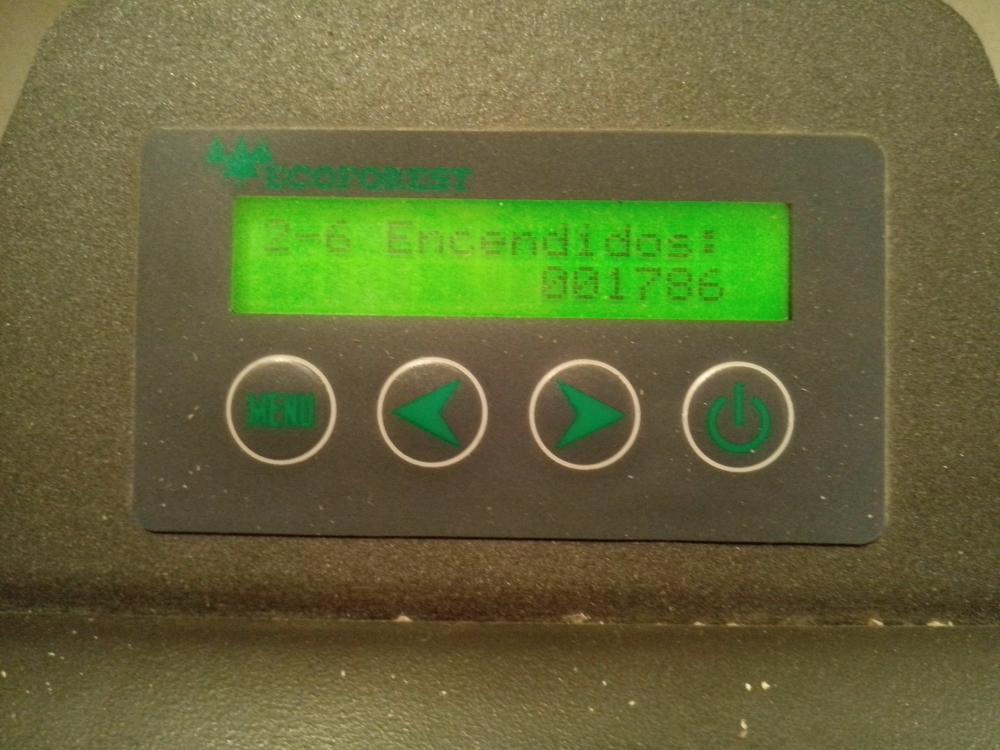 ECOFOREST
2-6 Encendidos:
001786
MENU